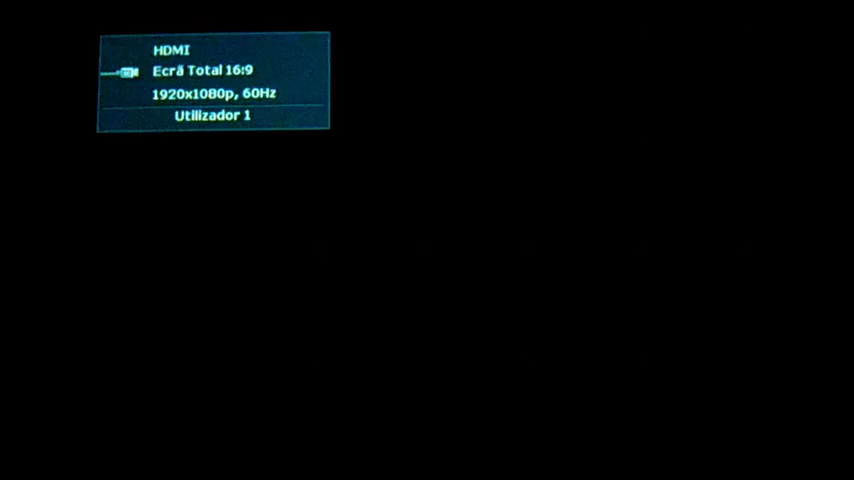 HDMI
Ecrã Total 16:9
1920x1080p, 60Hz
Utilizador 1